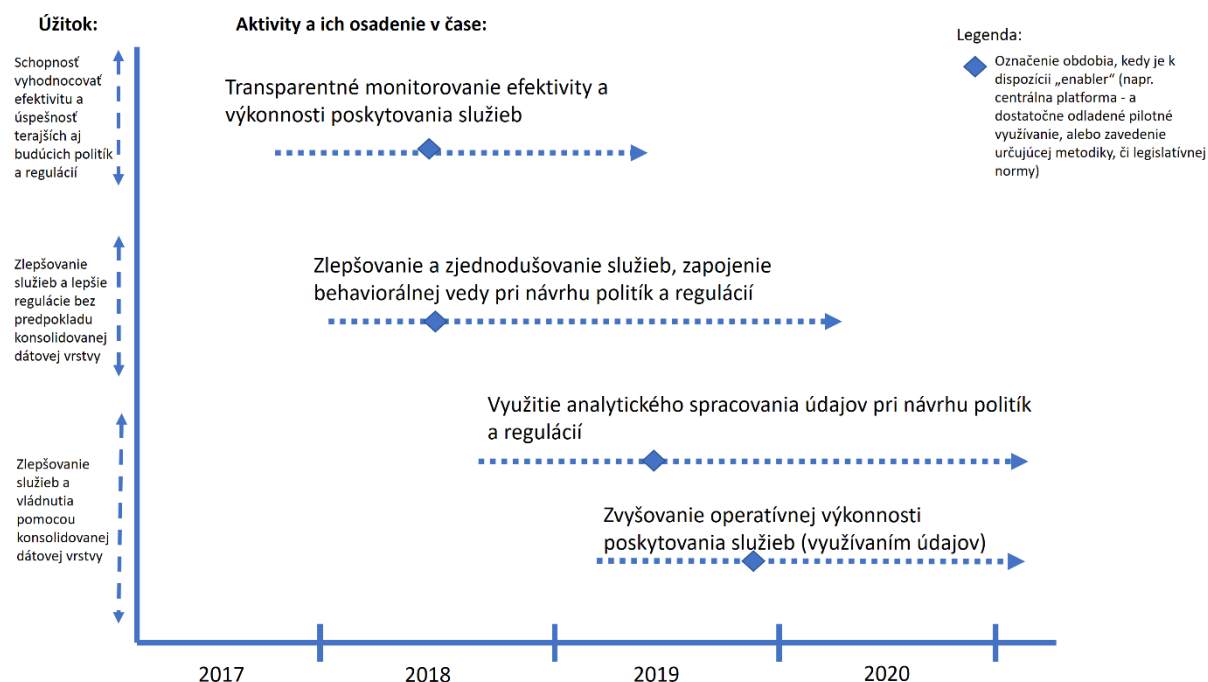 Úžitok:
Aktivity a ich osadenie v čase:
Legenda:
Označenie obdobia, kedy je k
dispozícii „enabler“ (napr.
centrálna platforma - a
dostatočne odladené pilotné
využívanie, alebo zavedenie
určujúcej metodiky, či legislatívnej
normy)
Schopnosť
vyhodnocovať
efektivitu a
úspešnosť
terajších aj
budúcich politík
a regulácií
Transparentné monitorovanie efektivity a
výkonnosti poskytovania služieb
Zlepšovanie
služieb a lepšie
regulácie bez
predpokladu
konsolidovanej
dátovej vrstvy
Zlepšovanie a zjednodušovanie služieb, zapojenie
behaviorálnej vedy pri návrhu politík a regulácií
Zlepšovanie
služieb a
vládnutia
pomocou
konsolidovanej
dátovej vrstvy
Využitie analytického spracovania údajov pri návrhu politík
a regulácií
Zvyšovanie operatívnej výkonnosti
poskytovania služieb (využívaním údajov)
2017
2018
2019
2020